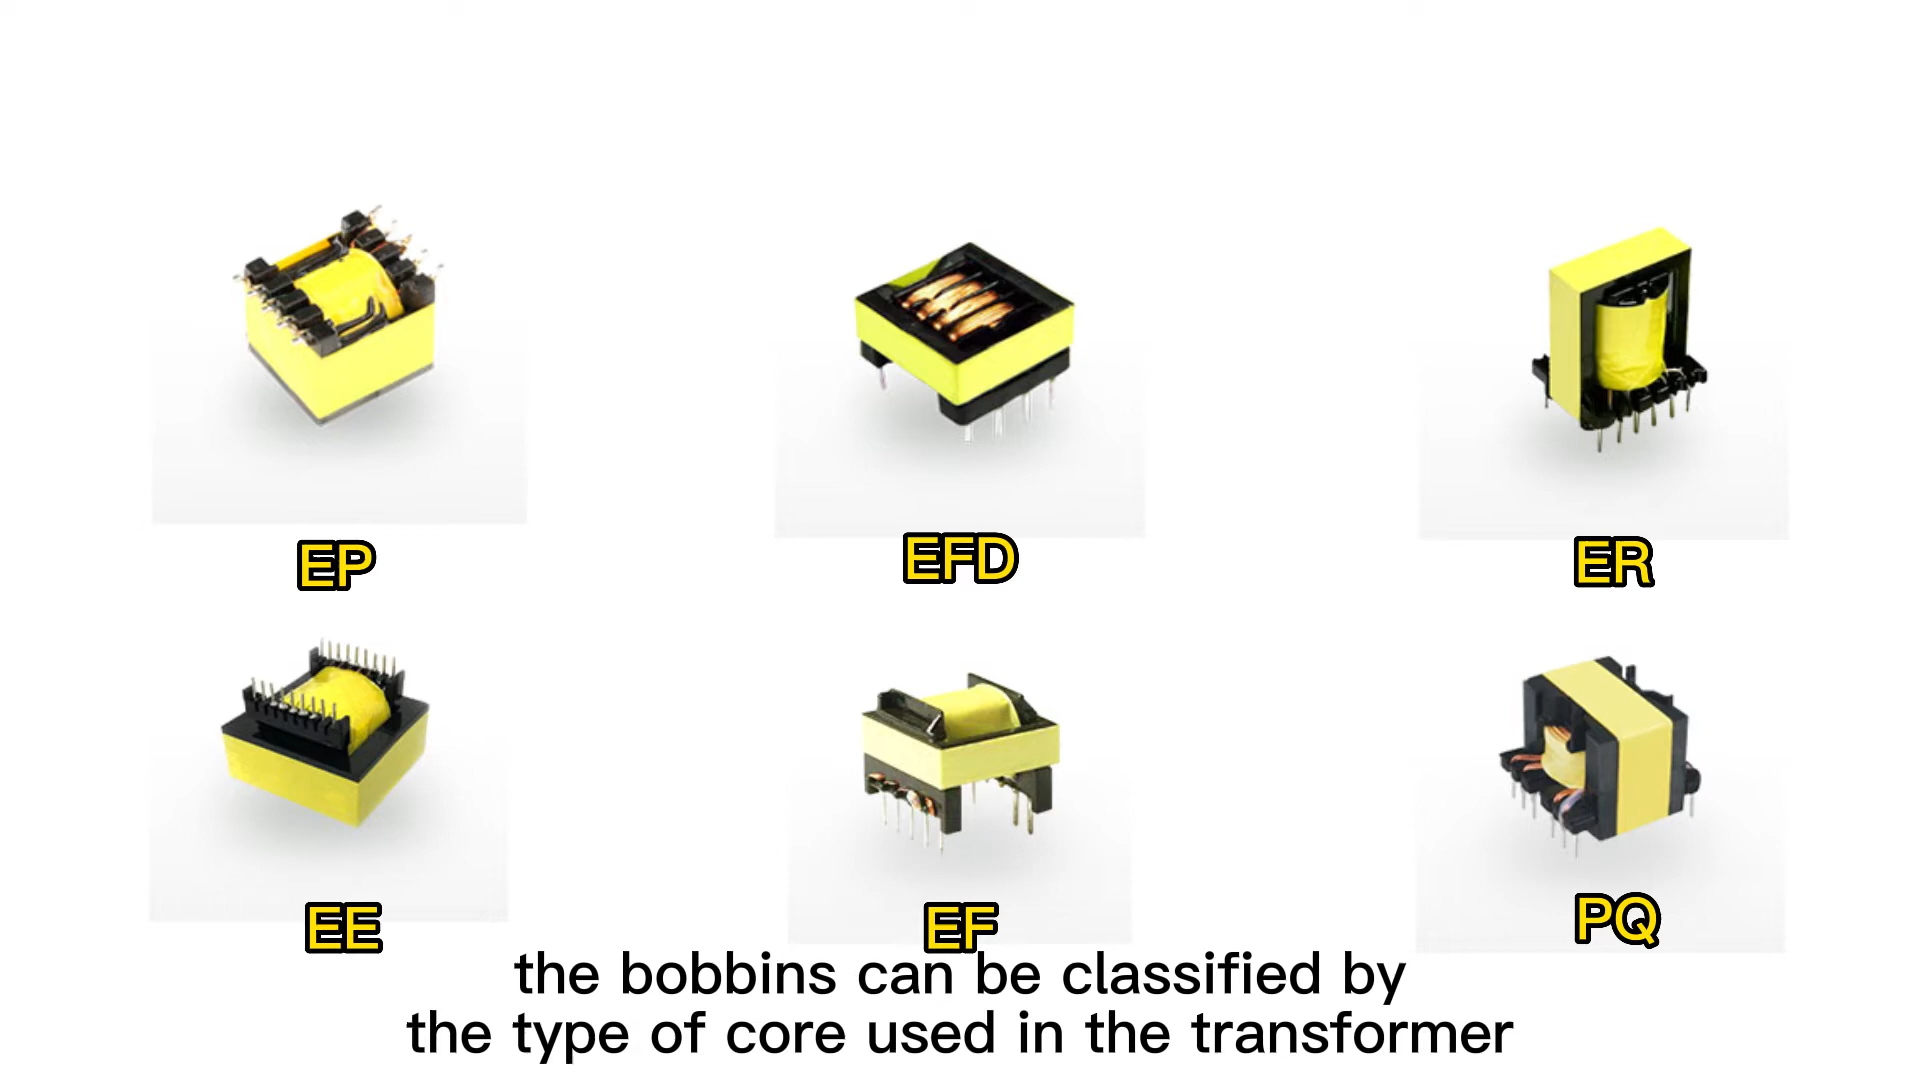 EP
EFD
ER
EE
EF
PQ
the bobbins can be classified by
the type of core used in the transformer